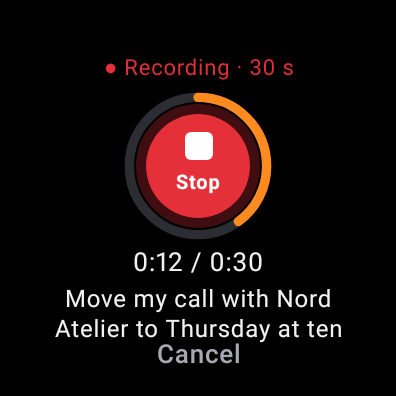 Recording · 30 s
Stop
0:12 / 0:30
Move my call with Nord
Atelier to Thursday at ten
Cancel